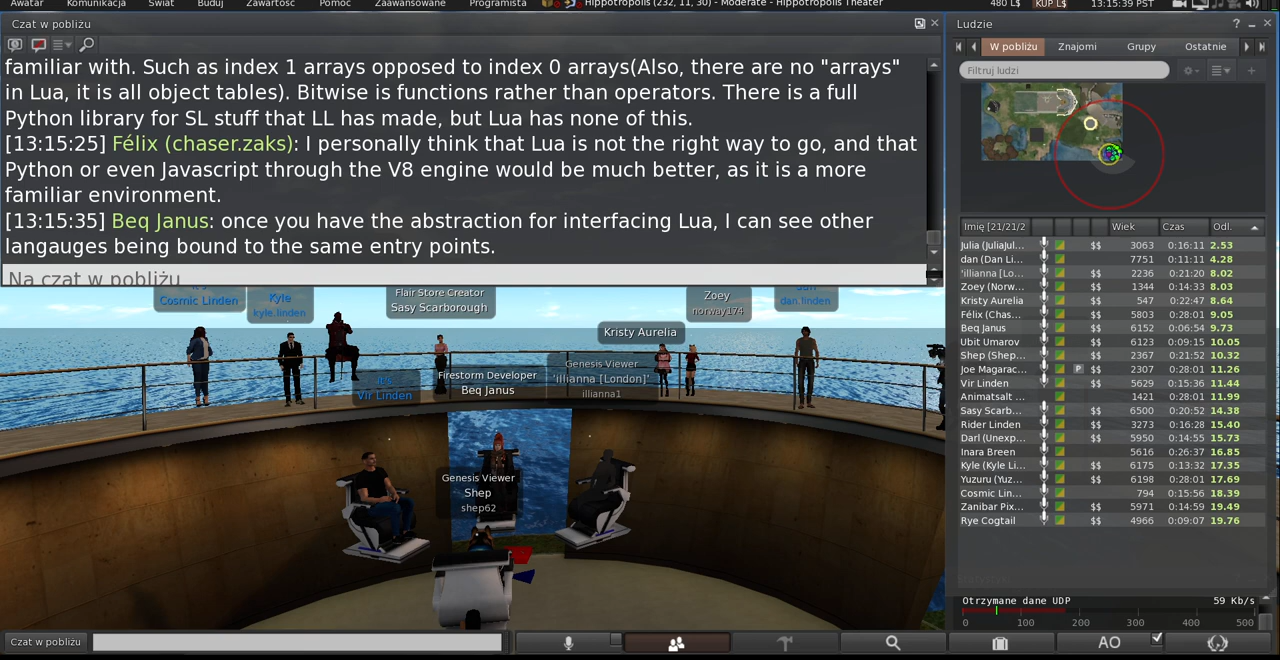 Awatar Komunikacja Świat Buduj Zawartość Pomoc Zaawansowane Programista Hippotropolis (232, 11, 30) - Moderate - Hippotropolis Theater 480 L$ KUP L$ 13:15:39 PST
Czat w pobliżu
familiar with. Such as index 1 arrays opposed to index 0 arrays(Also, there are no "arrays"
in Lua, it is all object tables). Bitwise is functions rather than operators. There is a full
Python library for SL stuff that LL has made, but Lua has none of this.
[13:15:25] Félix (chaser.zaks): I personally think that Lua is not the right way to go, and that
Python or even Javascript through the V8 engine would be much better, as it is a more
familiar environment.
[13:15:35] Beq Janus: once you have the abstraction for interfacing Lua, I can see other
langauges being bound to the same entry points.
Na czat w pobliżu
Cosmic Linden
Kyle
kyle.linden
Flair Store Creator
Sasy Scarborough
Zoey
norway174
dan.linden
Kristy Aurelia
Vir Linden
Firestorm Developer
Beq Janus
Genesis Viewer
'illianna [London]'
illianna1
Genesis Viewer
Shep
shep62
Czat w pobliżu
Ludzie
W pobliżu Znajomi Grupy Ostatnie
Filtruj ludzi
Imię [21/21/2 Wiek Czas Odl.
Julia (JuliaJul... $$ 3063 0:16:11 2.53
dan (Dan Li... 7751 0:11:11 4.28
'illianna [Lo... $$ 2236 0:21:20 8.02
Zoey (Norw... $$ 1344 0:14:33 8.03
Kristy Aurelia 547 0:22:47 8.64
Félix (Chas... $$ 5803 0:28:01 9.05
Beq Janus $$ 6152 0:06:54 9.73
Ubit Umarov $$ 6123 0:09:15 10.05
Shep (Shep... $$ 2367 0:21:52 10.32
Joe Magarac... P $$ 2307 0:28:01 11.26
Vir Linden $$ 5629 0:15:36 11.44
Animatsalt ... 1421 0:28:01 11.99
Sasy Scarb... $$ 6500 0:20:52 14.38
Rider Linden $$ 3273 0:16:28 15.40
Darl (Unexp... $$ 5950 0:14:55 15.73
Inara Breen 5616 0:26:37 16.85
Kyle (Kyle Li... $$ 6175 0:13:32 17.35
Yuzuru (Yuz... $$ 6198 0:28:01 17.69
Cosmic Lin... 794 0:15:56 18.39
Zanibar Pix... $$ 5971 0:14:59 19.49
Rye Cogtail $$ 4966 0:09:07 19.76
Otrzymane dane UDP 59 Kb/s
0 100 200 300 400 500
AO